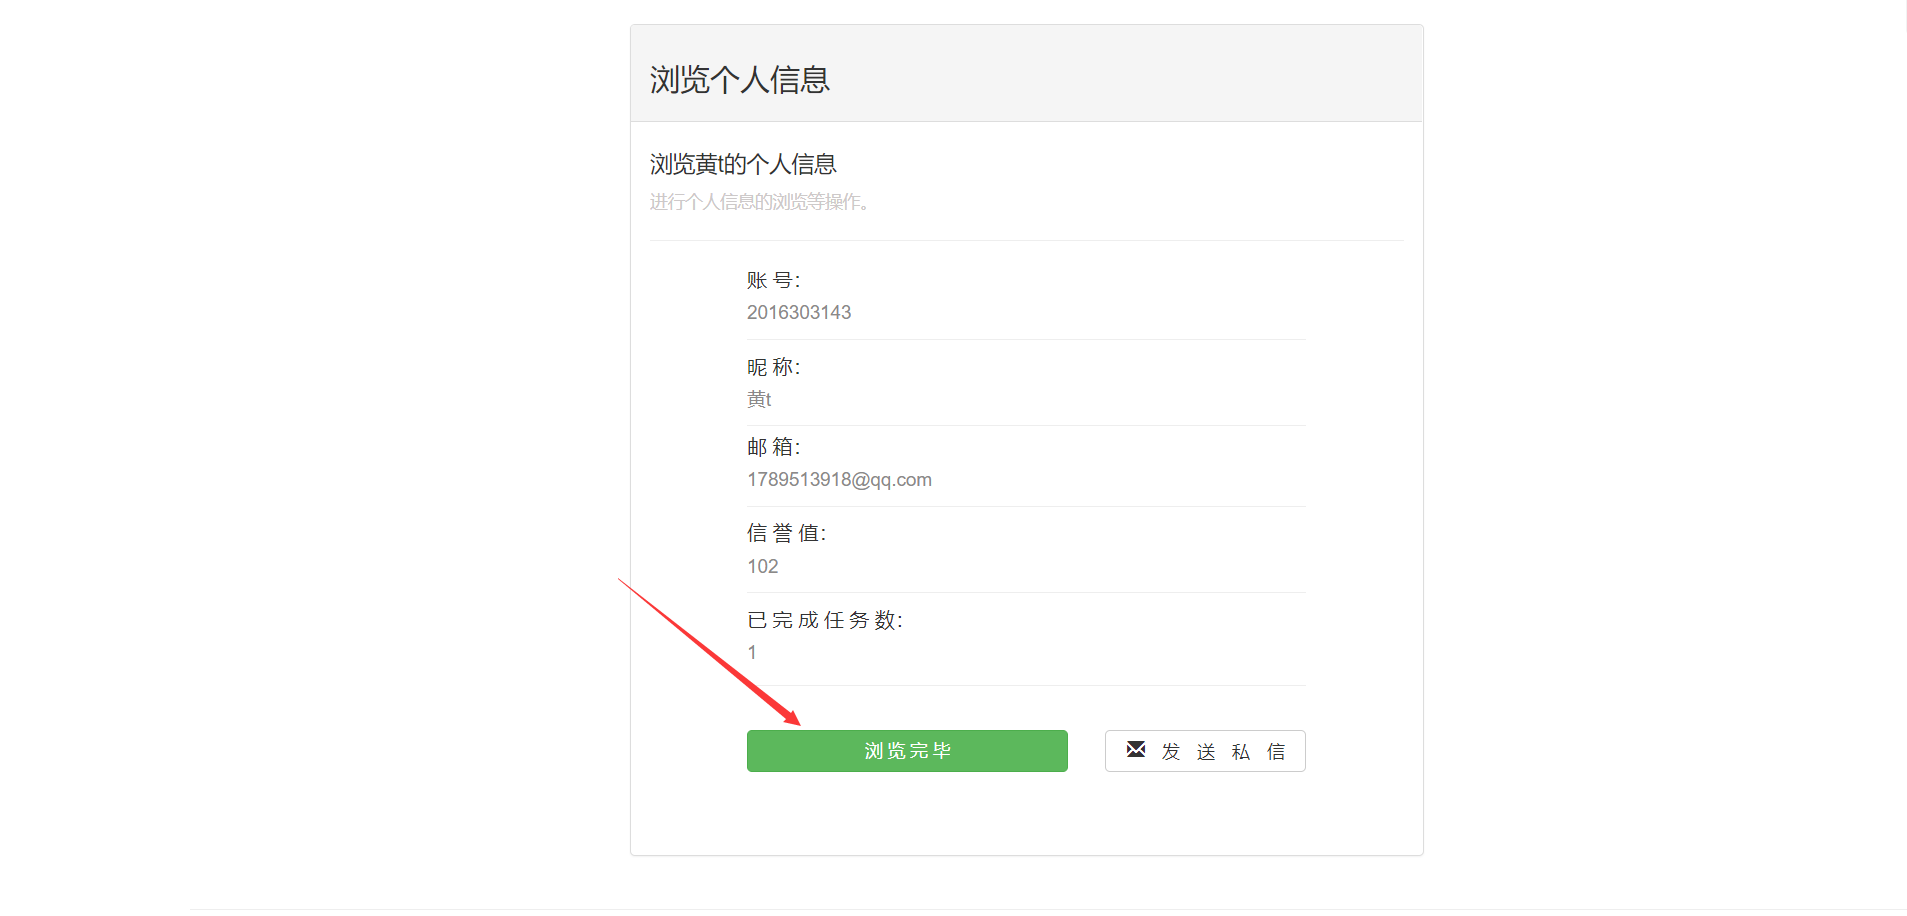 浏览个人信息
浏览黄t的个人信息
进行个人信息的浏览等操作。
账 号：
2016303143
昵 称：
黄t
邮 箱：
1789513918@qq.com
信 誉 值：
102
已 完 成 任 务 数：
1
浏览完毕
发 送 私 信